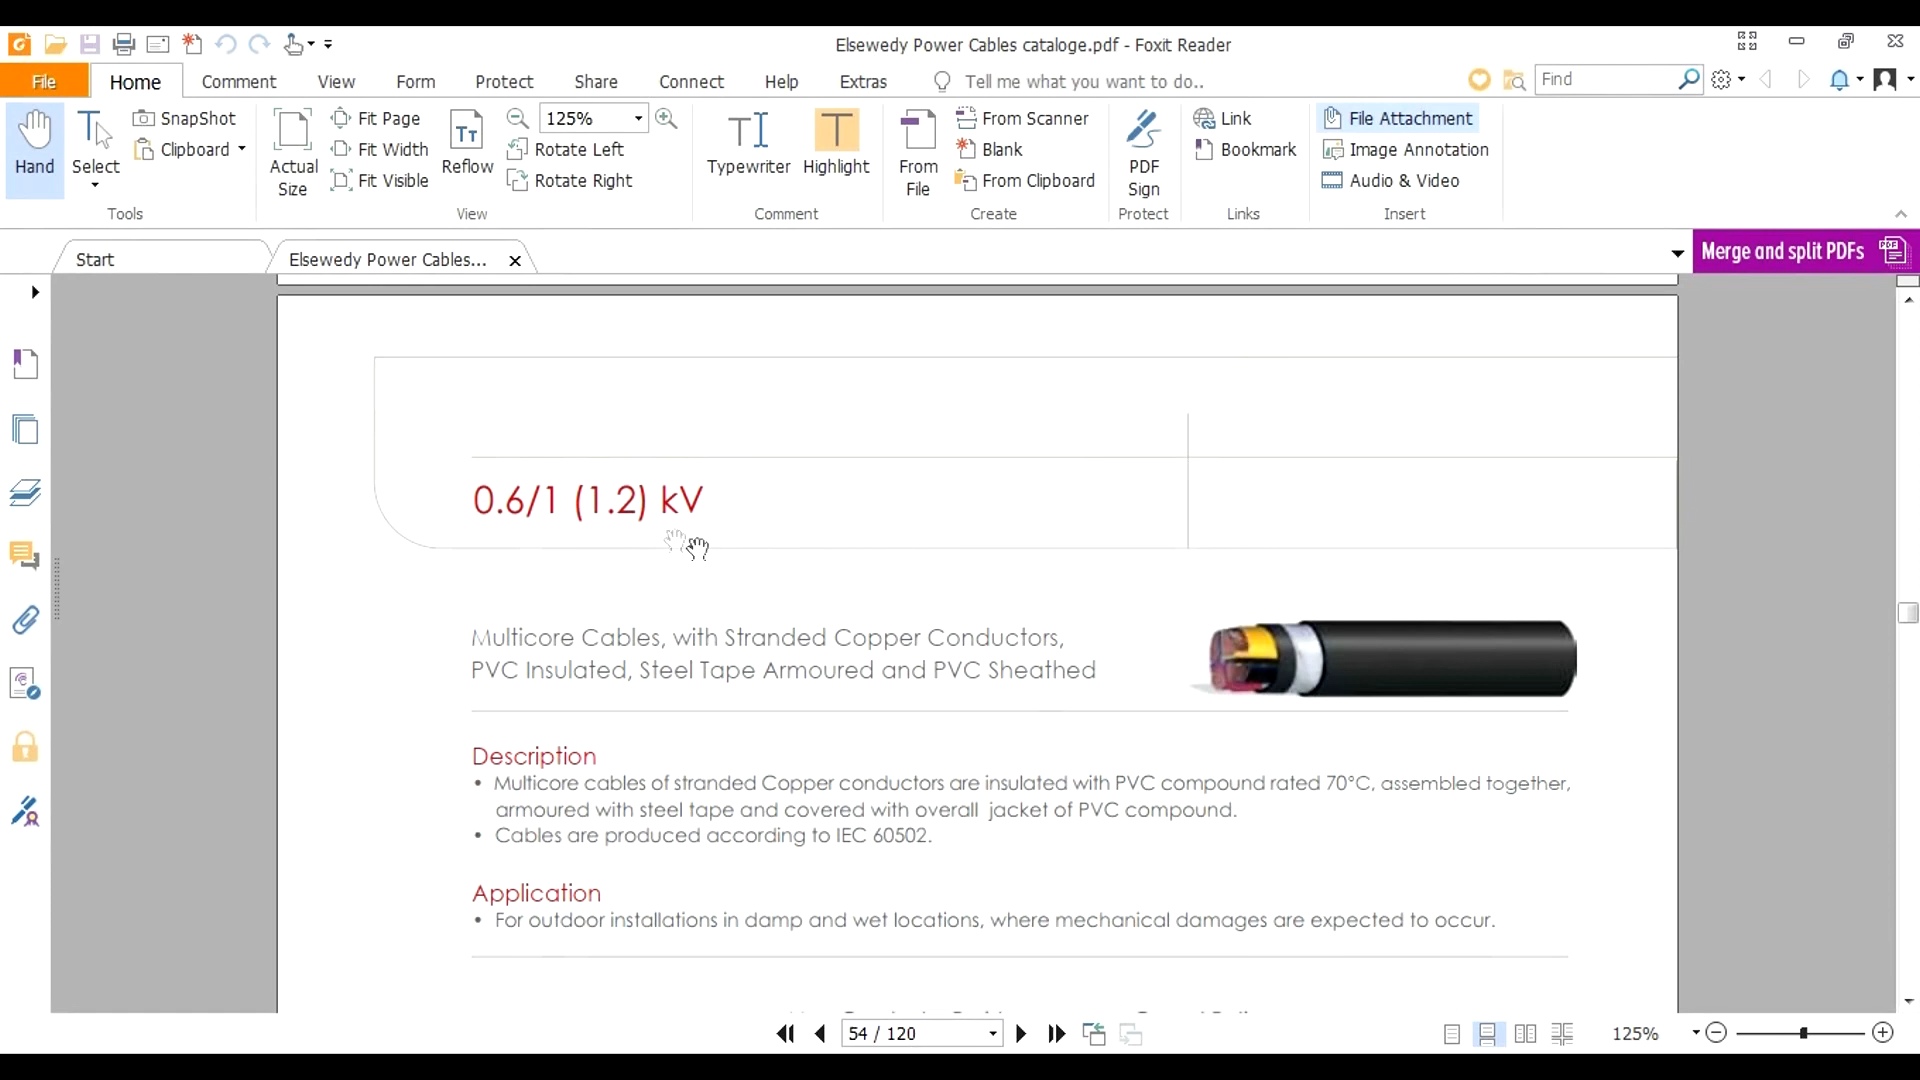 Elsewedy Power Cables cataloge.pdf - Foxit Reader
File
Home
Comment
View
Form
Protect
Share
Connect
Help
Extras
Tell me what you want to do..
Find
Hand
Select
SnapShot
Clipboard
Tools
Actual
Size
Fit Page
Fit Width
Fit Visible
Reflow
125%
Rotate Left
Rotate Right
View
Typewriter
Highlight
Comment
From
File
From Scanner
Blank
From Clipboard
Create
PDF
Sign
Protect
Link
Bookmark
Links
File Attachment
Image Annotation
Audio & Video
Insert
Start
Elsewedy Power Cables...
Merge and split PDFs
0.6/1 (1.2) kV
Multicore Cables, with Stranded Copper Conductors,
PVC Insulated, Steel Tape Armoured and PVC Sheathed
Description
• Multicore cables of stranded Copper conductors are insulated with PVC compound rated 70°C, assembled together,
armoured with steel tape and covered with overall jacket of PVC compound.
• Cables are produced according to IEC 60502.
Application
• For outdoor installations in damp and wet locations, where mechanical damages are expected to occur.
54 / 120
125%